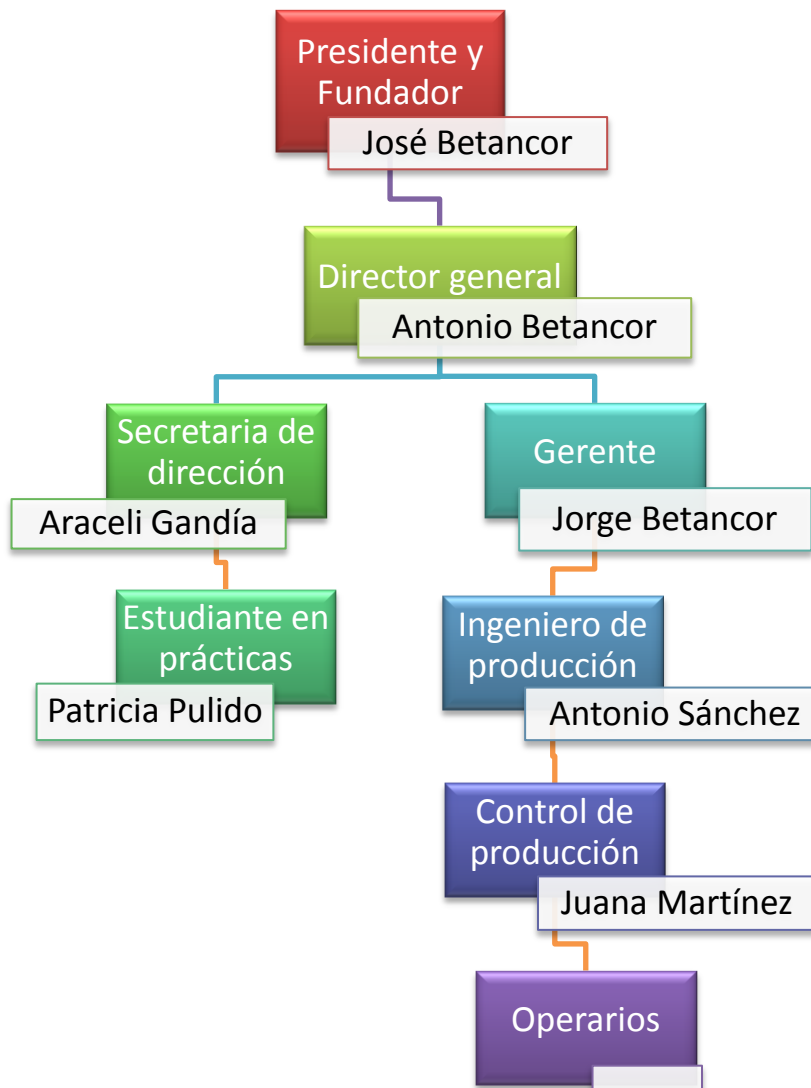 Presidente y
Fundador
José Betancor
Director general
Antonio Betancor
Secretaria de
dirección
Araceli Gandía
Gerente
Jorge Betancor
Estudiante en
prácticas
Patricia Pulido
Ingeniero de
producción
Antonio Sánchez
Control de
producción
Juana Martínez
Operarios